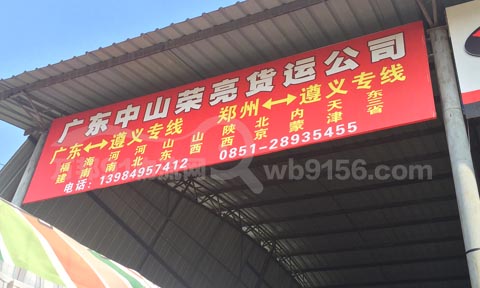 广东中山荣亮货运公司
广东↔遵义专线 郑州↔遵义专线
福建 海南 河南 河北 山东 山西 陕西 北京 内蒙 天津 东三省
电话：13984957412 0851-28935455
wb9156.com